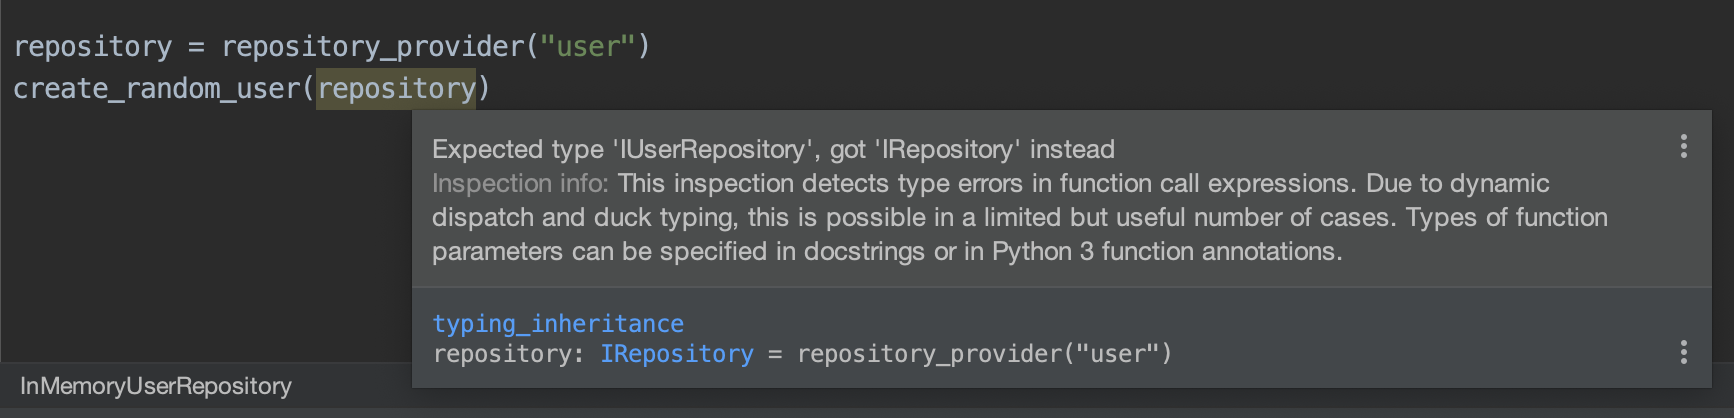 repository = repository_provider("user")
create_random_user(repository)
Expected type 'IUserRepository', got 'IRepository' instead
Inspection info: This inspection detects type errors in function call expressions. Due to dynamic
dispatch and duck typing, this is possible in a limited but useful number of cases. Types of function
parameters can be specified in docstrings or in Python 3 function annotations.
typing_inheritance
repository: IRepository = repository_provider("user")
InMemoryUserRepository